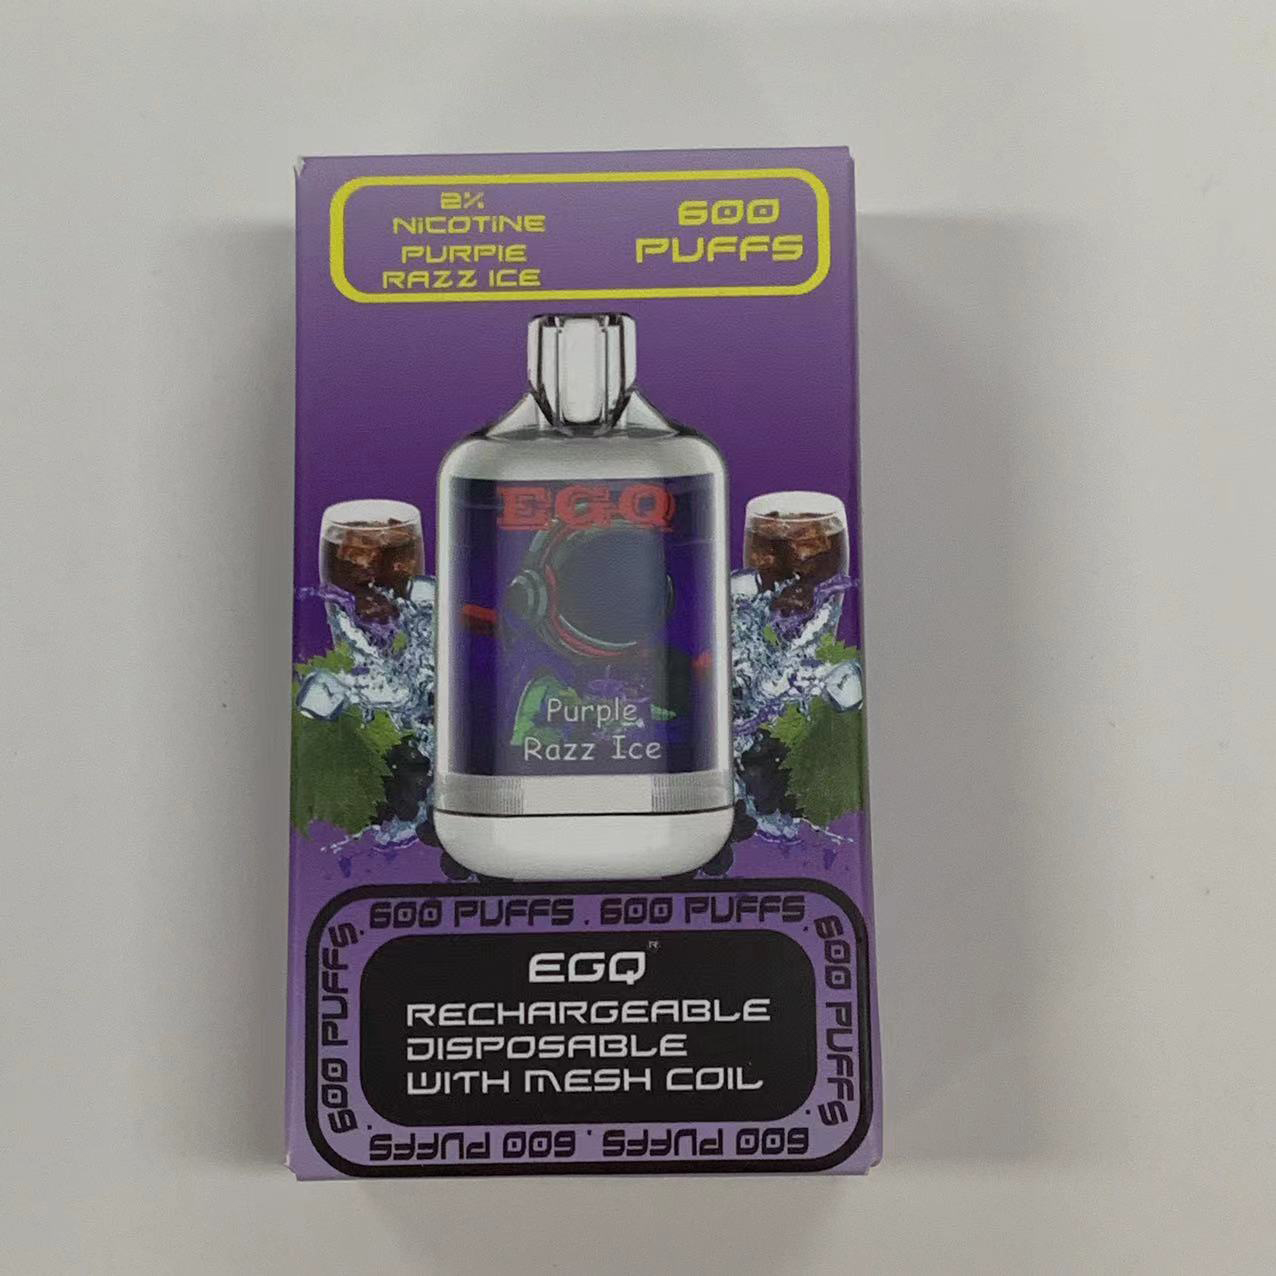 2%
NiCOTINE
PURPIE
RAZZ ICE
600
PUFFS
EGQ
Purple
Razz Ice
600 PUFFS . 600 PUFFS .
600 PUFFS .
600 PUFFS .
600 PUFFS . 600 PUFFS .
EGQ®
RECHARGEABLE
DISPOSABLE
WITH MESH COIL